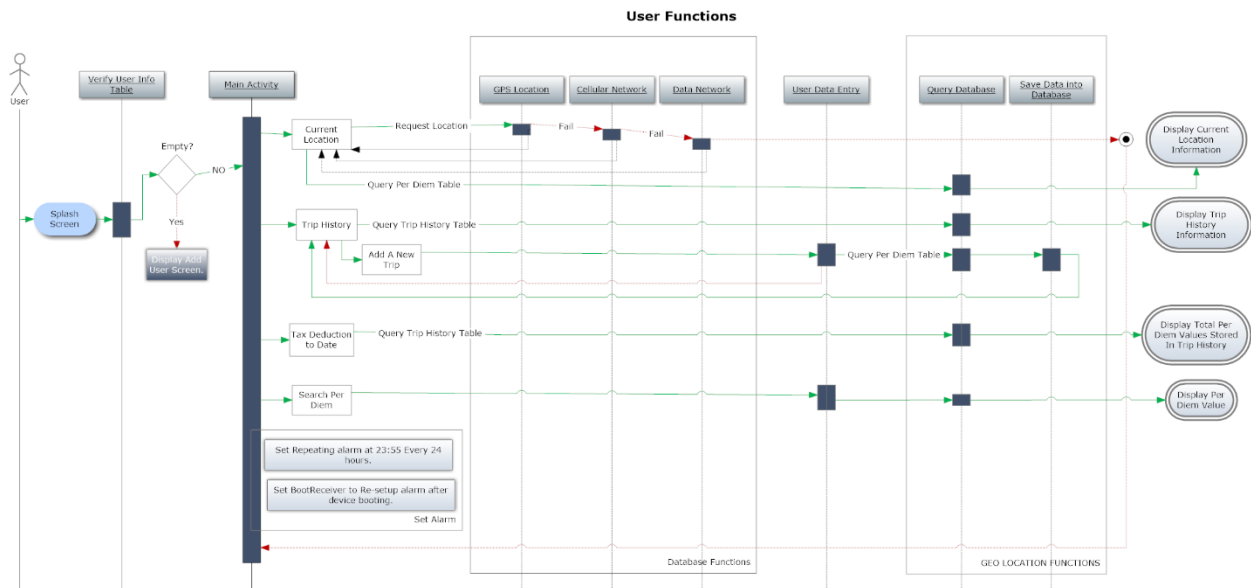 User Functions
User
Verify User Info
Table
Main Activity
GPS Location
Cellular Network
Data Network
User Data Entry
Query Database
Save Data into
Database
Empty?
NO
Yes
Splash
Screen
Display Add
User Screen.
Current
Location
Request Location
Fail
Fail
Query Per Diem Table
Display Current
Location
Information
Trip History
Query Trip History Table
Display Trip
History
Information
Add A New
Trip
Query Per Diem Table
Tax Deduction
to Date
Query Trip History Table
Display Total Per
Diem Values Stored
In Trip History
Search Per
Diem
Display Per
Diem Value
Set Repeating alarm at 23:55 Every 24
hours.
Set BootReceiver to Re-setup alarm after
device booting.
Set Alarm
Database Functions
GEO LOCATION FUNCTIONS